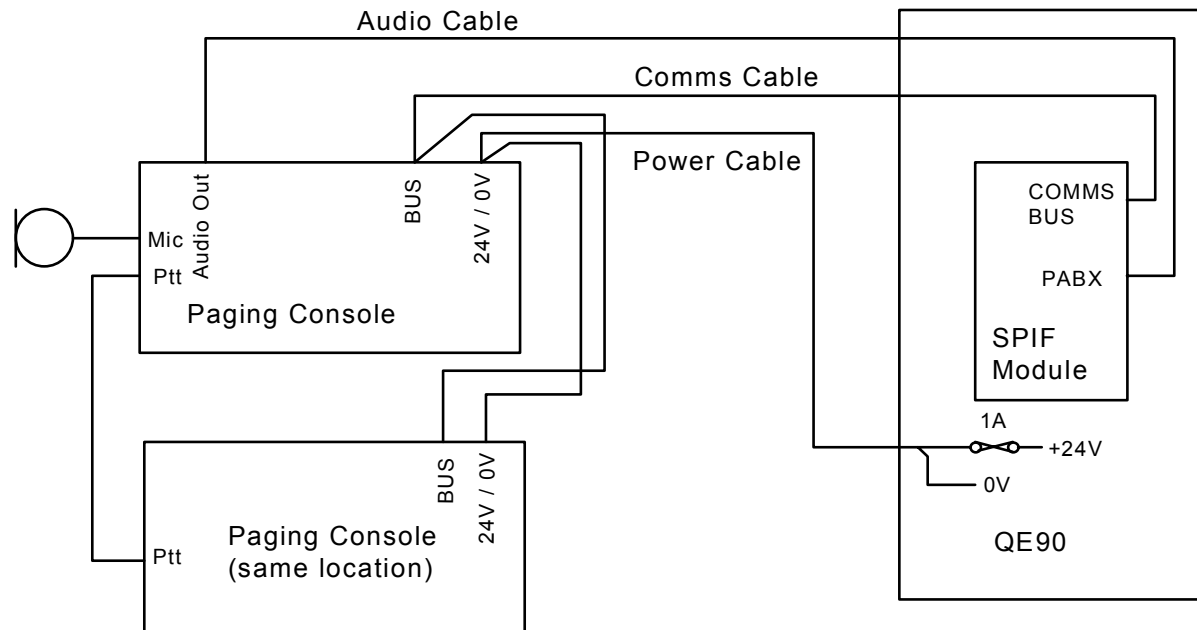 Audio Cable
Comms Cable
Power Cable
Audio Out
BUS
24V / 0V
Mic
Ptt
Paging Console
COMMS
BUS
PABX
SPIF
Module
1A
+24V
0V
QE90
BUS
24V / 0V
Ptt
Paging Console
(same location)